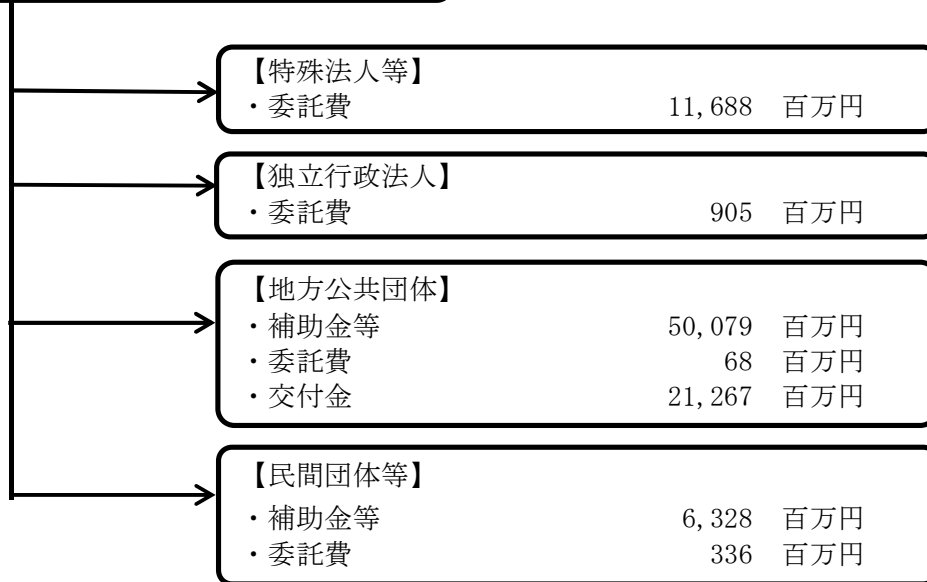 【特殊法人等】
・委託費 11,688 百万円
【独立行政法人】
・委託費 905 百万円
【地方公共団体】
・補助金等 50,079 百万円
・委託費 68 百万円
・交付金 21,267 百万円
【民間団体等】
・補助金等 6,328 百万円
・委託費 336 百万円